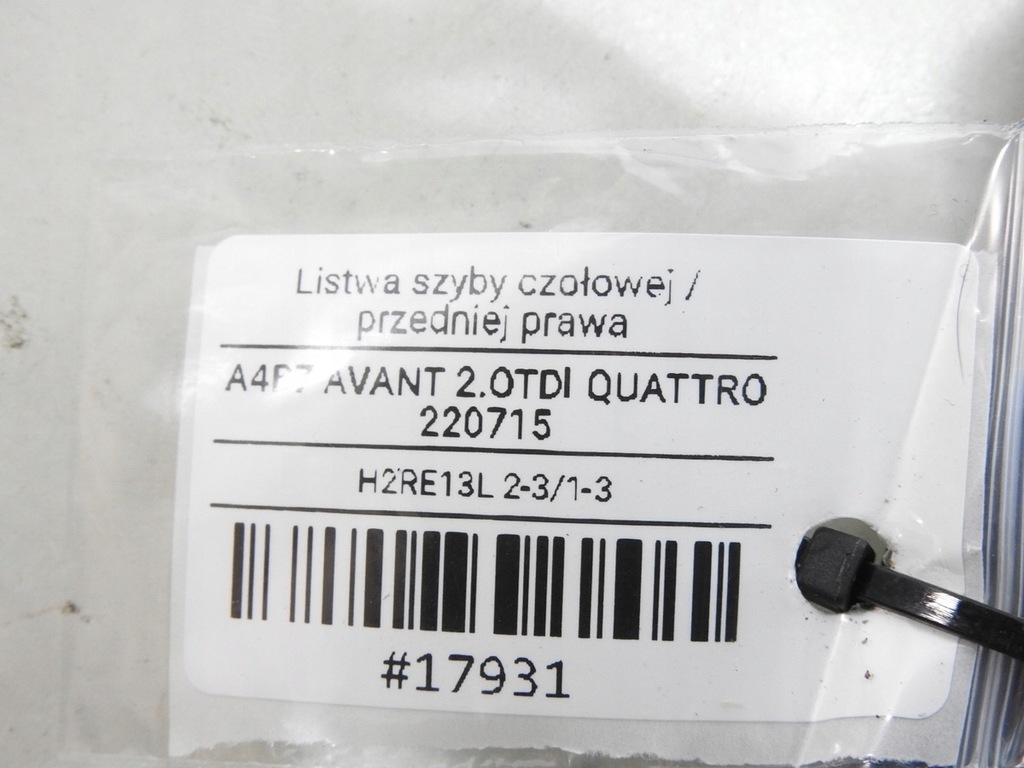 Listwa szyby czołowej /
przedniej prawa
AVANT 2.0TDI QUATTRO
220715
H2RE13L 2-3/1-3
#17931